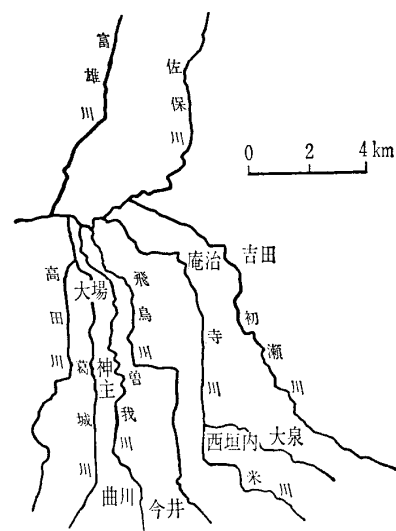 富雄川
佐保川
0 2 4 km
庵治
吉田
高田川
大場
飛鳥川
初瀬川
葛城川
神主
曽我川
寺川
西垣内
大泉
米川
曲川
今井